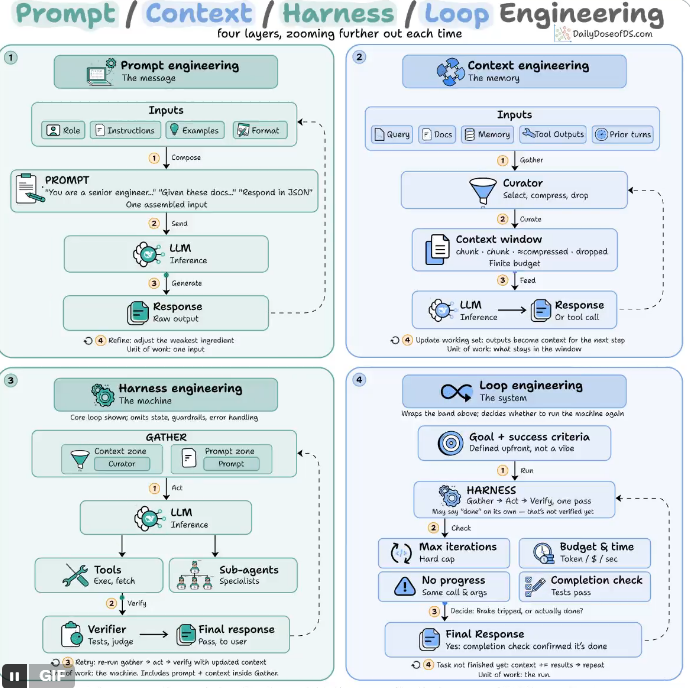 Prompt / Context / Harness / Loop Engineering
four layers, zooming further out each time
DailyDoseofDS.com
1
Prompt engineering
The message
Inputs
Role
Instructions
Examples
Format
1 Compose
PROMPT
"You are a senior engineer..." "Given these docs..." "Respond in JSON"
One assembled input
2 Send
LLM
Inference
3 Generate
Response
Raw output
4 Refine: adjust the weakest ingredient
Unit of work: one input
2
Context engineering
The memory
Inputs
Query
Docs
Memory
Tool Outputs
Prior turns
1 Gather
Curator
Select, compress, drop
2 Curate
Context window
chunk · chunk · ≈compressed · dropped
Finite budget
3 Feed
LLM
Inference
Response
Or tool call
4 Update working set: outputs become context for the next step
Unit of work: what stays in the window
3
Harness engineering
The machine
Core loop shown; omits state, guardrails, error handling
GATHER
Context zone
Curator
Prompt zone
Prompt
1 Act
LLM
Inference
Tools
Exec, fetch
Sub-agents
Specialists
2 Verify
Verifier
Tests, judge
Final response
Pass, to user
3 Retry: re-run gather → act → verify with updated context
of work: the machine. Includes prompt + context inside Gather.
GIF
4
Loop engineering
The system
Wraps the band above; decides whether to run the machine again
Goal + success criteria
Defined upfront, not a vibe
1 Run
HARNESS
Gather → Act → Verify, one pass
May say "done" on its own — that's not verified yet
2 Check
Max iterations
Hard cap
Budget & time
Token / $ / sec
No progress
Same call & args
Completion check
Tests pass
3 Decide: Brake tripped, or actually done?
Final Response
Yes: completion check confirmed it's done
4 Task not finished yet: context += results → repeat
Unit of work: the run.